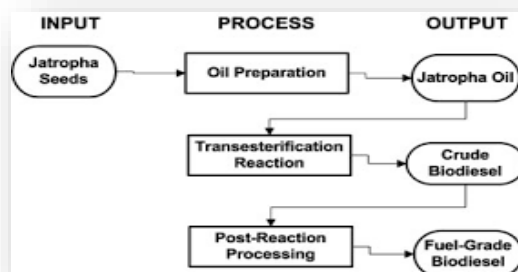 INPUT
PROCESS
OUTPUT
Jatropha
Seeds
Oil Preparation
Jatropha Oil
Transesterification
Reaction
Crude
Biodiesel
Post-Reaction
Processing
Fuel-Grade
Biodiesel